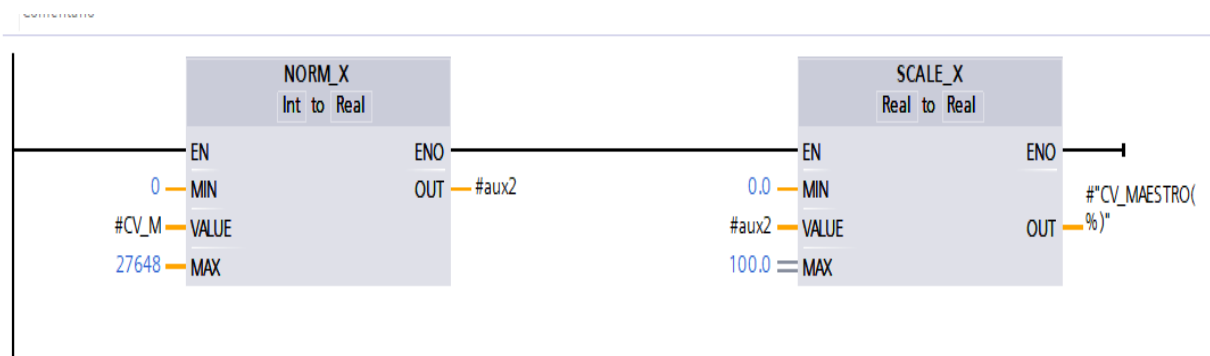 NORM_X
Int to Real
EN
ENO
0
MIN
OUT
#aux2
#CV_M
VALUE
27648
MAX
SCALE_X
Real to Real
EN
ENO
0.0
MIN
#"CV_MAESTRO(
%)"
#aux2
VALUE
OUT
100.0
MAX